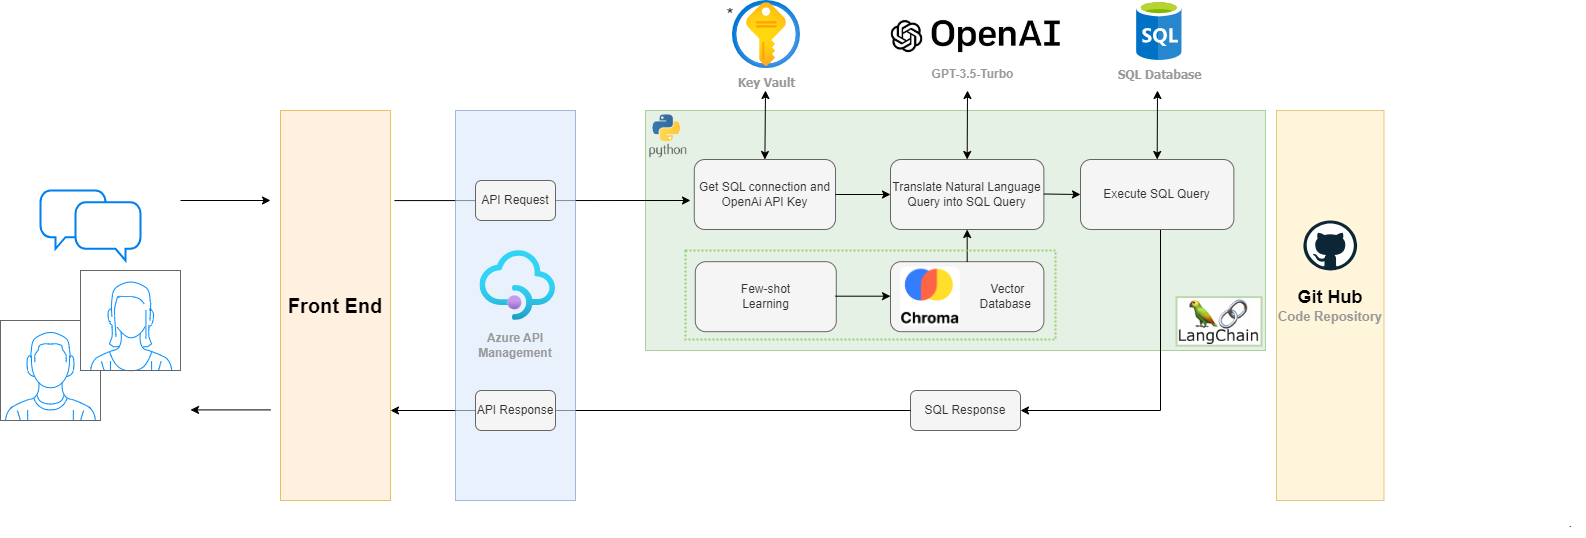 *
Key Vault
OpenAI
GPT-3.5-Turbo
SQL
SQL Database
python
API Request
Get SQL connection and
OpenAi API Key
Translate Natural Language
Query into SQL Query
Execute SQL Query
Front End
Azure API
Management
Few-shot
Learning
Chroma
Vector
Database
LangChain
Git Hub
Code Repository
API Response
SQL Response
.